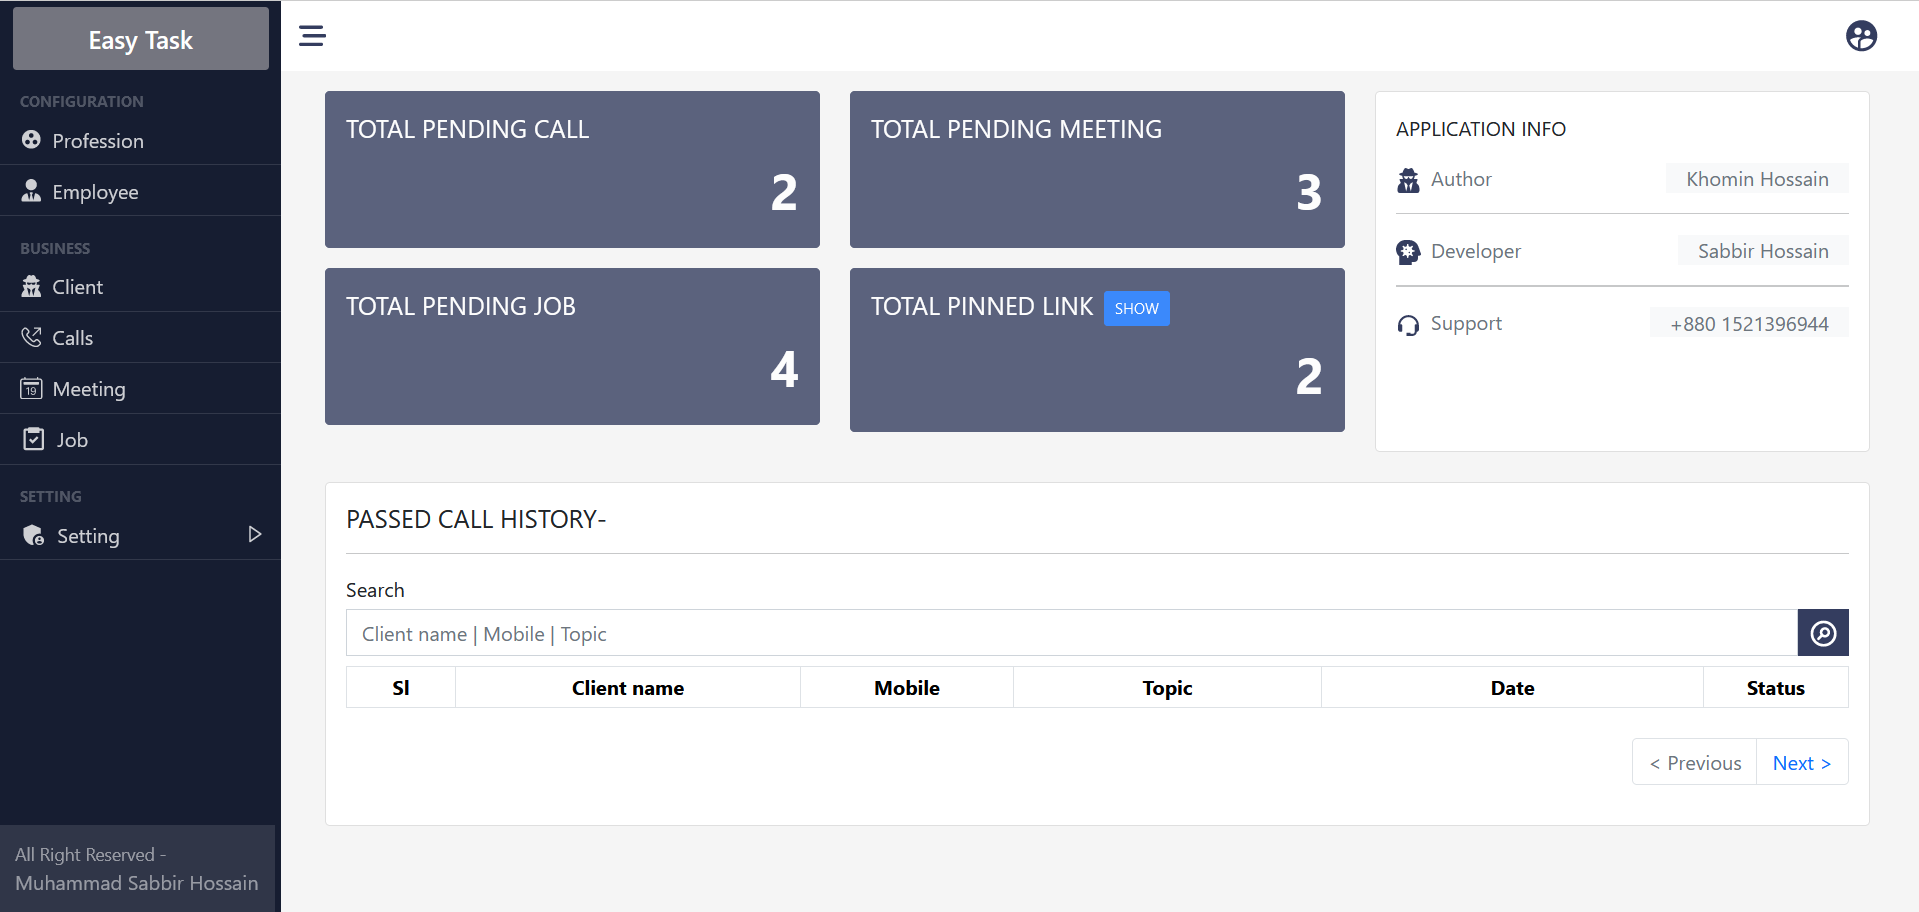 Easy Task
CONFIGURATION
Profession
Employee
BUSINESS
Client
Calls
19
Meeting
Job
SETTING
Setting
All Right Reserved -
Muhammad Sabbir Hossain
TOTAL PENDING CALL
2
TOTAL PENDING MEETING
3
TOTAL PENDING JOB
4
TOTAL PINNED LINK SHOW
2
APPLICATION INFO
Author Khomin Hossain
Developer Sabbir Hossain
Support +880 1521396944
PASSED CALL HISTORY-
Search
Client name | Mobile | Topic
Sl Client name Mobile Topic Date Status
< Previous Next >